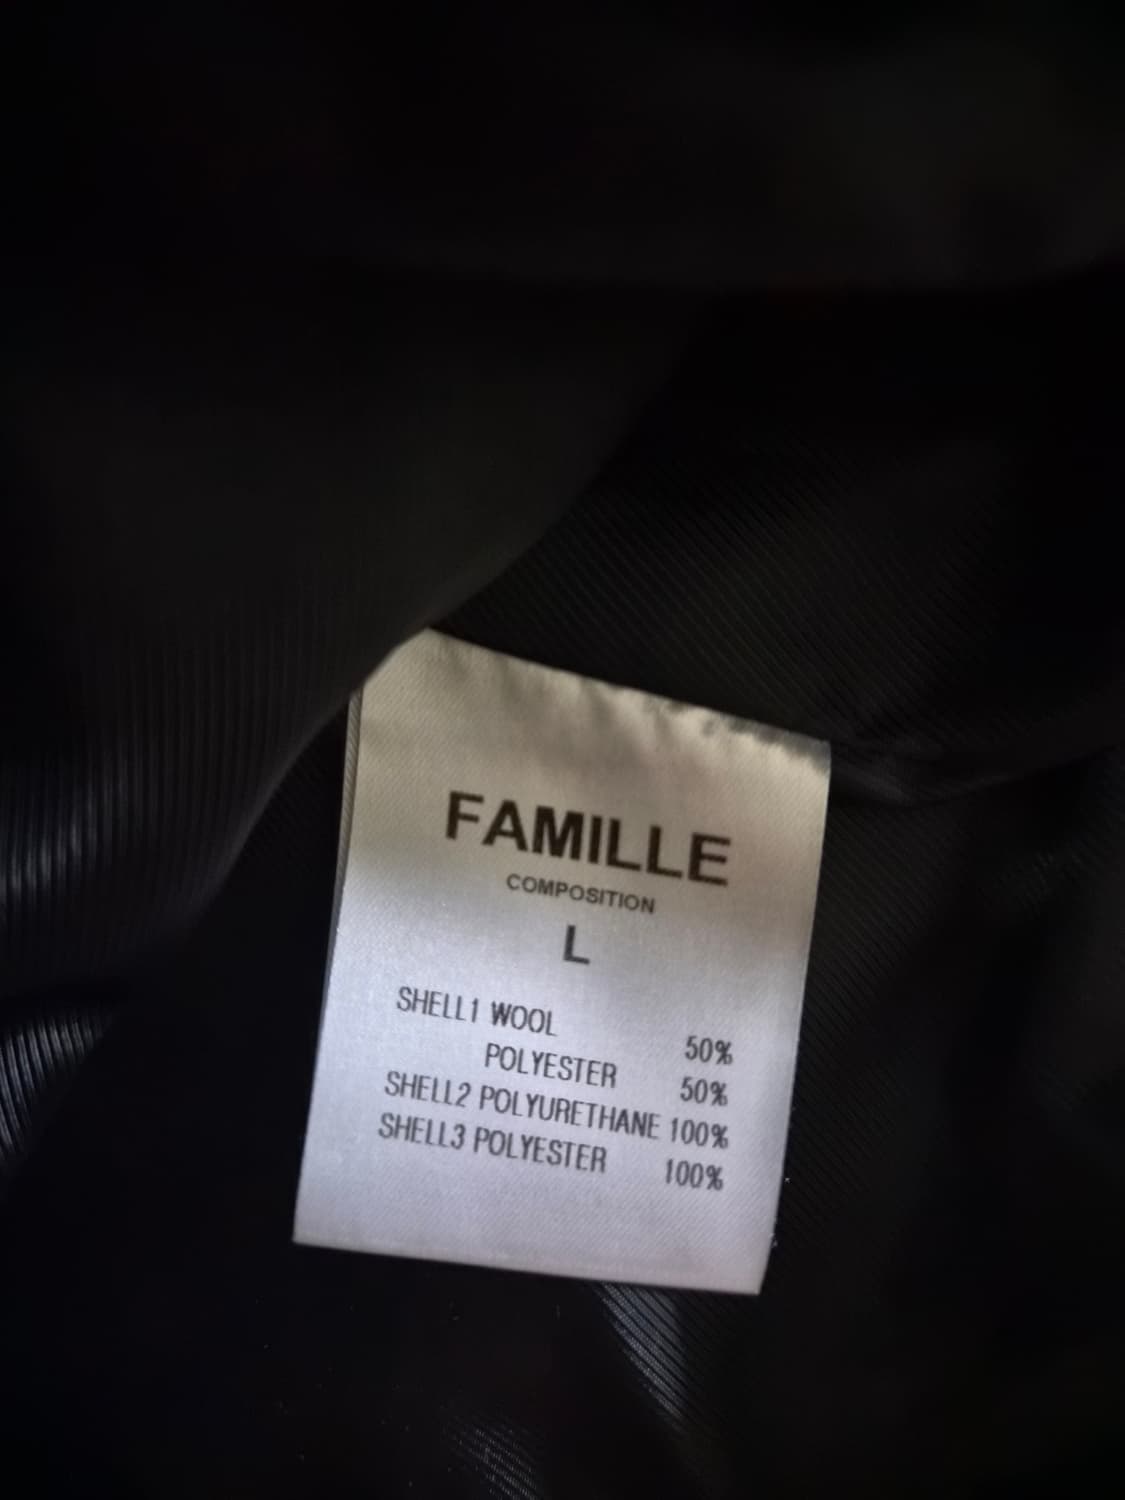 FAMILLE
COMPOSITION
L
SHELL1 WOOL 50%
POLYESTER 50%
SHELL2 POLYURETHANE 100%
SHELL3 POLYESTER 100%